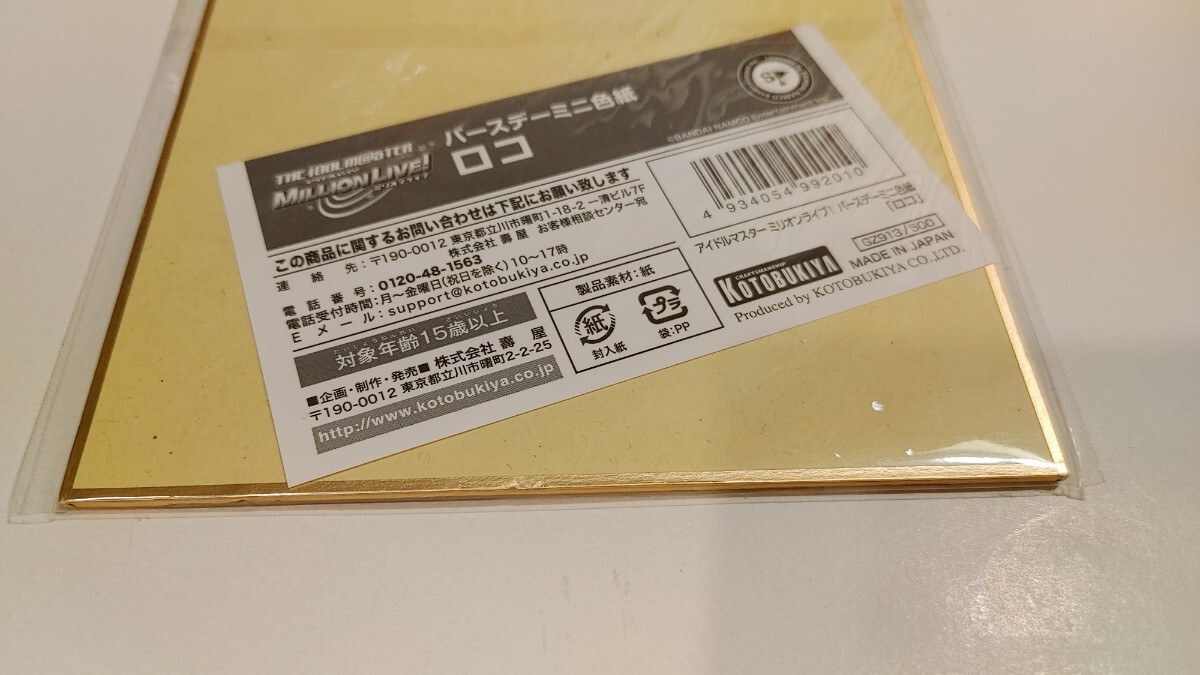 THE IDOLM@STER
MILLION LIVE!
ミリオンライブ!
バースデーミニ色紙
ロコ
©BANDAI NAMCO Entertainment Inc.
この商品に関するお問い合わせは下記にお願い致します
連絡先:〒190-0012 東京都立川市曙町1-18-2 一清ビル7F
株式会社 壽屋 お客様相談センター宛
電話番号:0120-48-1563
電話受付時間:月~金曜日(祝日を除く)10~17時
Eメール:support@kotobukiya.co.jp
対象年齢15歳以上
■企画・制作・発売■ 株式会社 壽屋
〒190-0012 東京都立川市曙町2-2-25
http://www.kotobukiya.co.jp
製品素材:紙
紙
封入紙
プラ
袋:PP
4 934054 992010
アイドルマスター ミリオンライブ! バースデーミニ色紙
[ロコ]
GZ913/500
MADE IN JAPAN
CRAFTSMANSHIP
KOTOBUKIYA
Produced by KOTOBUKIYA CO.,LTD.